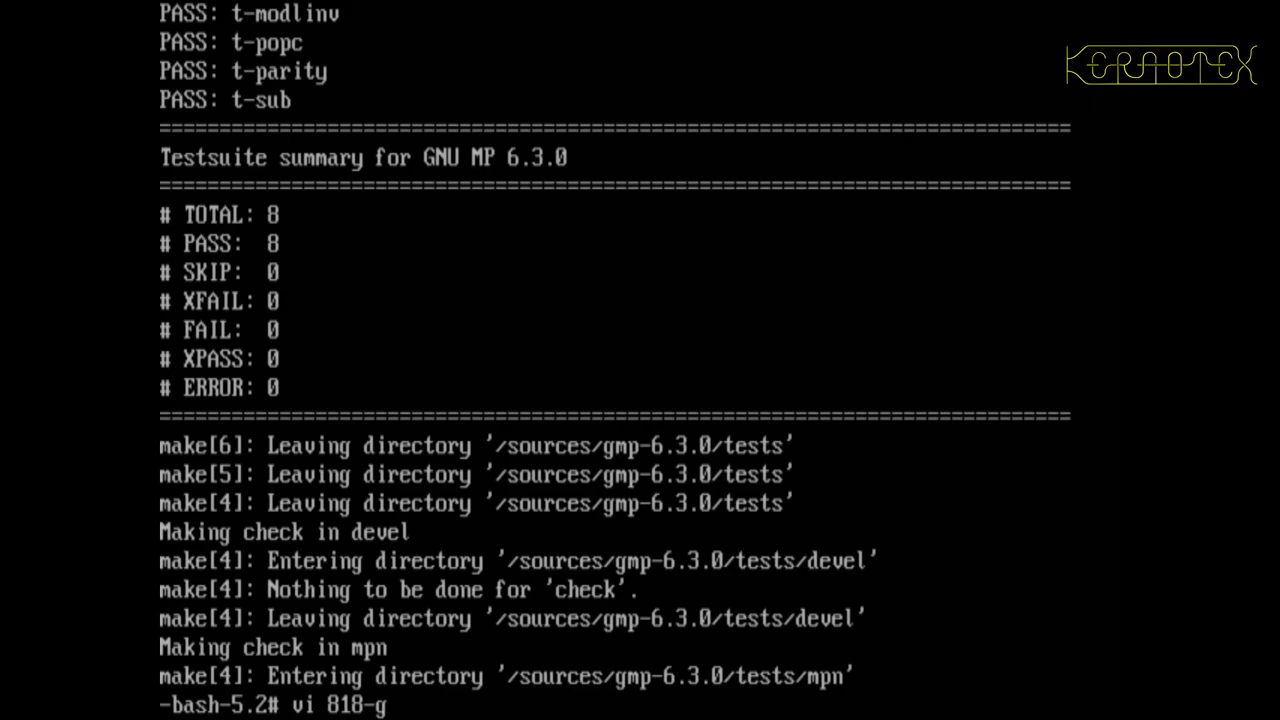 PASS: t-modlinv
KERNOTEX
PASS: t-popc
PASS: t-parity
PASS: t-sub
============================================================================
Testsuite summary for GNU MP 6.3.0
============================================================================
# TOTAL: 8
# PASS:  8
# SKIP:  0
# XFAIL: 0
# FAIL:  0
# XPASS: 0
# ERROR: 0
============================================================================
make[6]: Leaving directory '/sources/gmp-6.3.0/tests'
make[5]: Leaving directory '/sources/gmp-6.3.0/tests'
make[4]: Leaving directory '/sources/gmp-6.3.0/tests'
Making check in devel
make[4]: Entering directory '/sources/gmp-6.3.0/tests/devel'
make[4]: Nothing to be done for 'check'.
make[4]: Leaving directory '/sources/gmp-6.3.0/tests/devel'
Making check in mpn
make[4]: Entering directory '/sources/gmp-6.3.0/tests/mpn'
-bash-5.2# vi 818-g